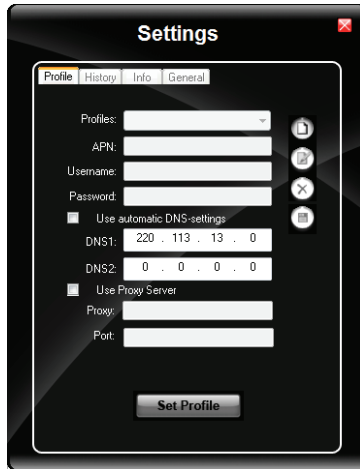 Settings
Profile History Info General
Profiles:
APN:
Username:
Password:
Use automatic DNS-settings
DNS1: 220 . 113 . 13 . 0
DNS2: 0 . 0 . 0 . 0
Use Proxy Server
Proxy:
Port:
Set Profile